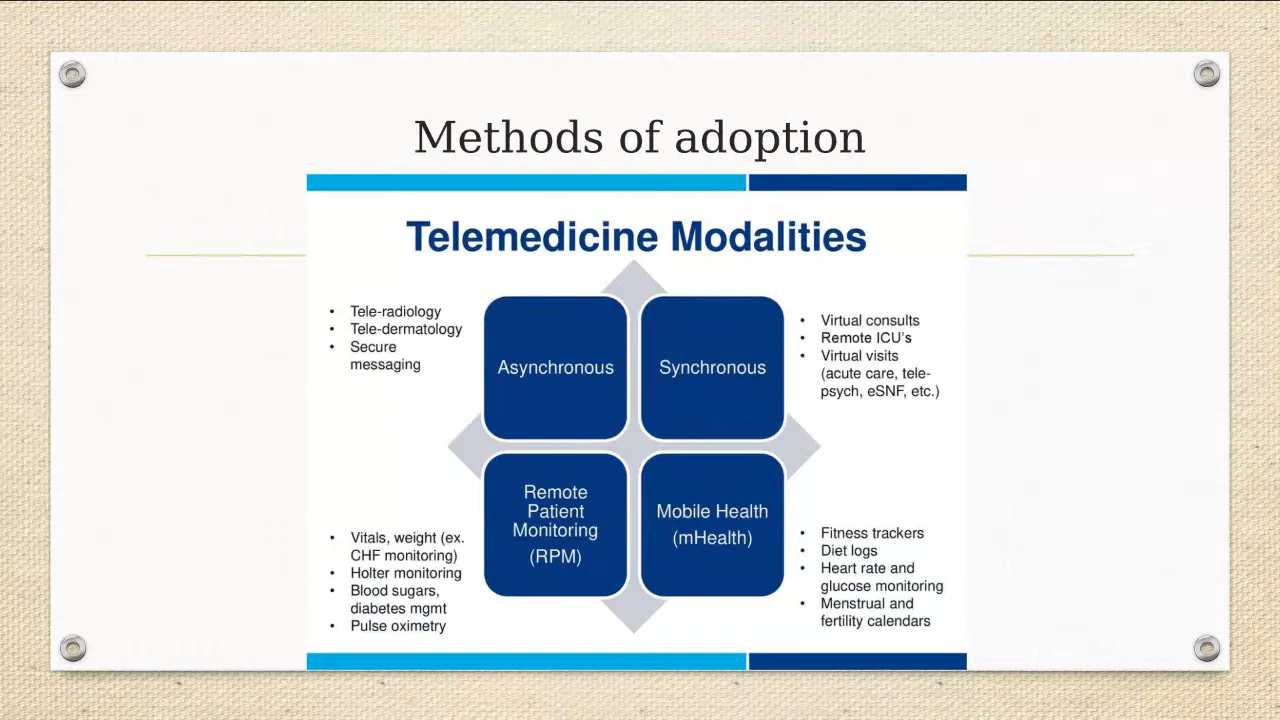 Methods of adoption
Telemedicine Modalities
• Tele-radiology
• Tele-dermatology
• Secure
messaging
Asynchronous
Synchronous
• Virtual consults
• Remote ICU's
• Virtual visits
(acute care, tele-
psych, eSNF, etc.)
• Vitals, weight (ex.
CHF monitoring)
• Holter monitoring
• Blood sugars,
diabetes mgmt
• Pulse oximetry
Remote
Patient
Monitoring
(RPM)
Mobile Health
(mHealth)
• Fitness trackers
• Diet logs
• Heart rate and
glucose monitoring
• Menstrual and
fertility calendars